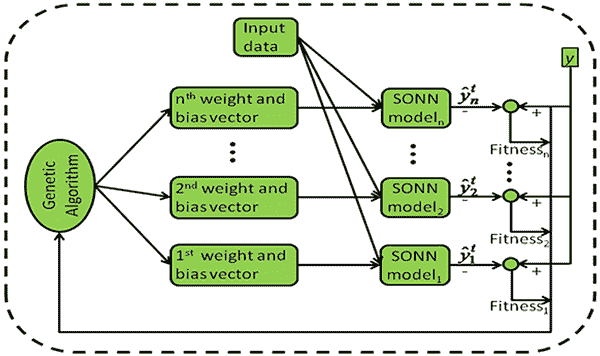 Input
data
y
nth weight and
bias vector
SONN
modeln
ŷnt
-
+
Fitnessn
Genetic
Algorithm
2nd weight and
bias vector
SONN
model2
ŷ2t
-
+
Fitness2
1st weight and
bias vector
SONN
model1
ŷ1t
-
+
Fitness1